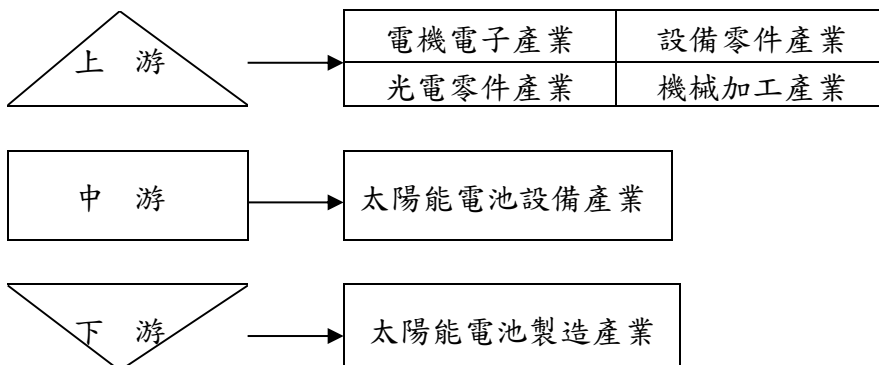 上 游
電機電子產業 設備零件產業
光電零件產業 機械加工產業
中 游
太陽能電池設備產業
下 游
太陽能電池製造產業